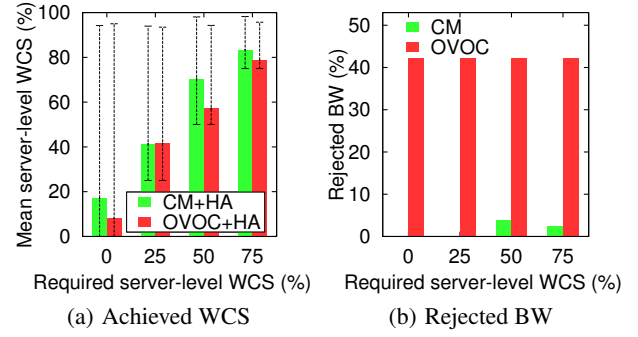 Mean server-level WCS (%)
100
80
60
40
20
0
CM+HA
OVOC+HA
0 25 50 75
Required server-level WCS (%)
(a) Achieved WCS
Rejected BW (%)
50
40
30
20
10
0
CM
OVOC
0 25 50 75
Required server-level WCS (%)
(b) Rejected BW